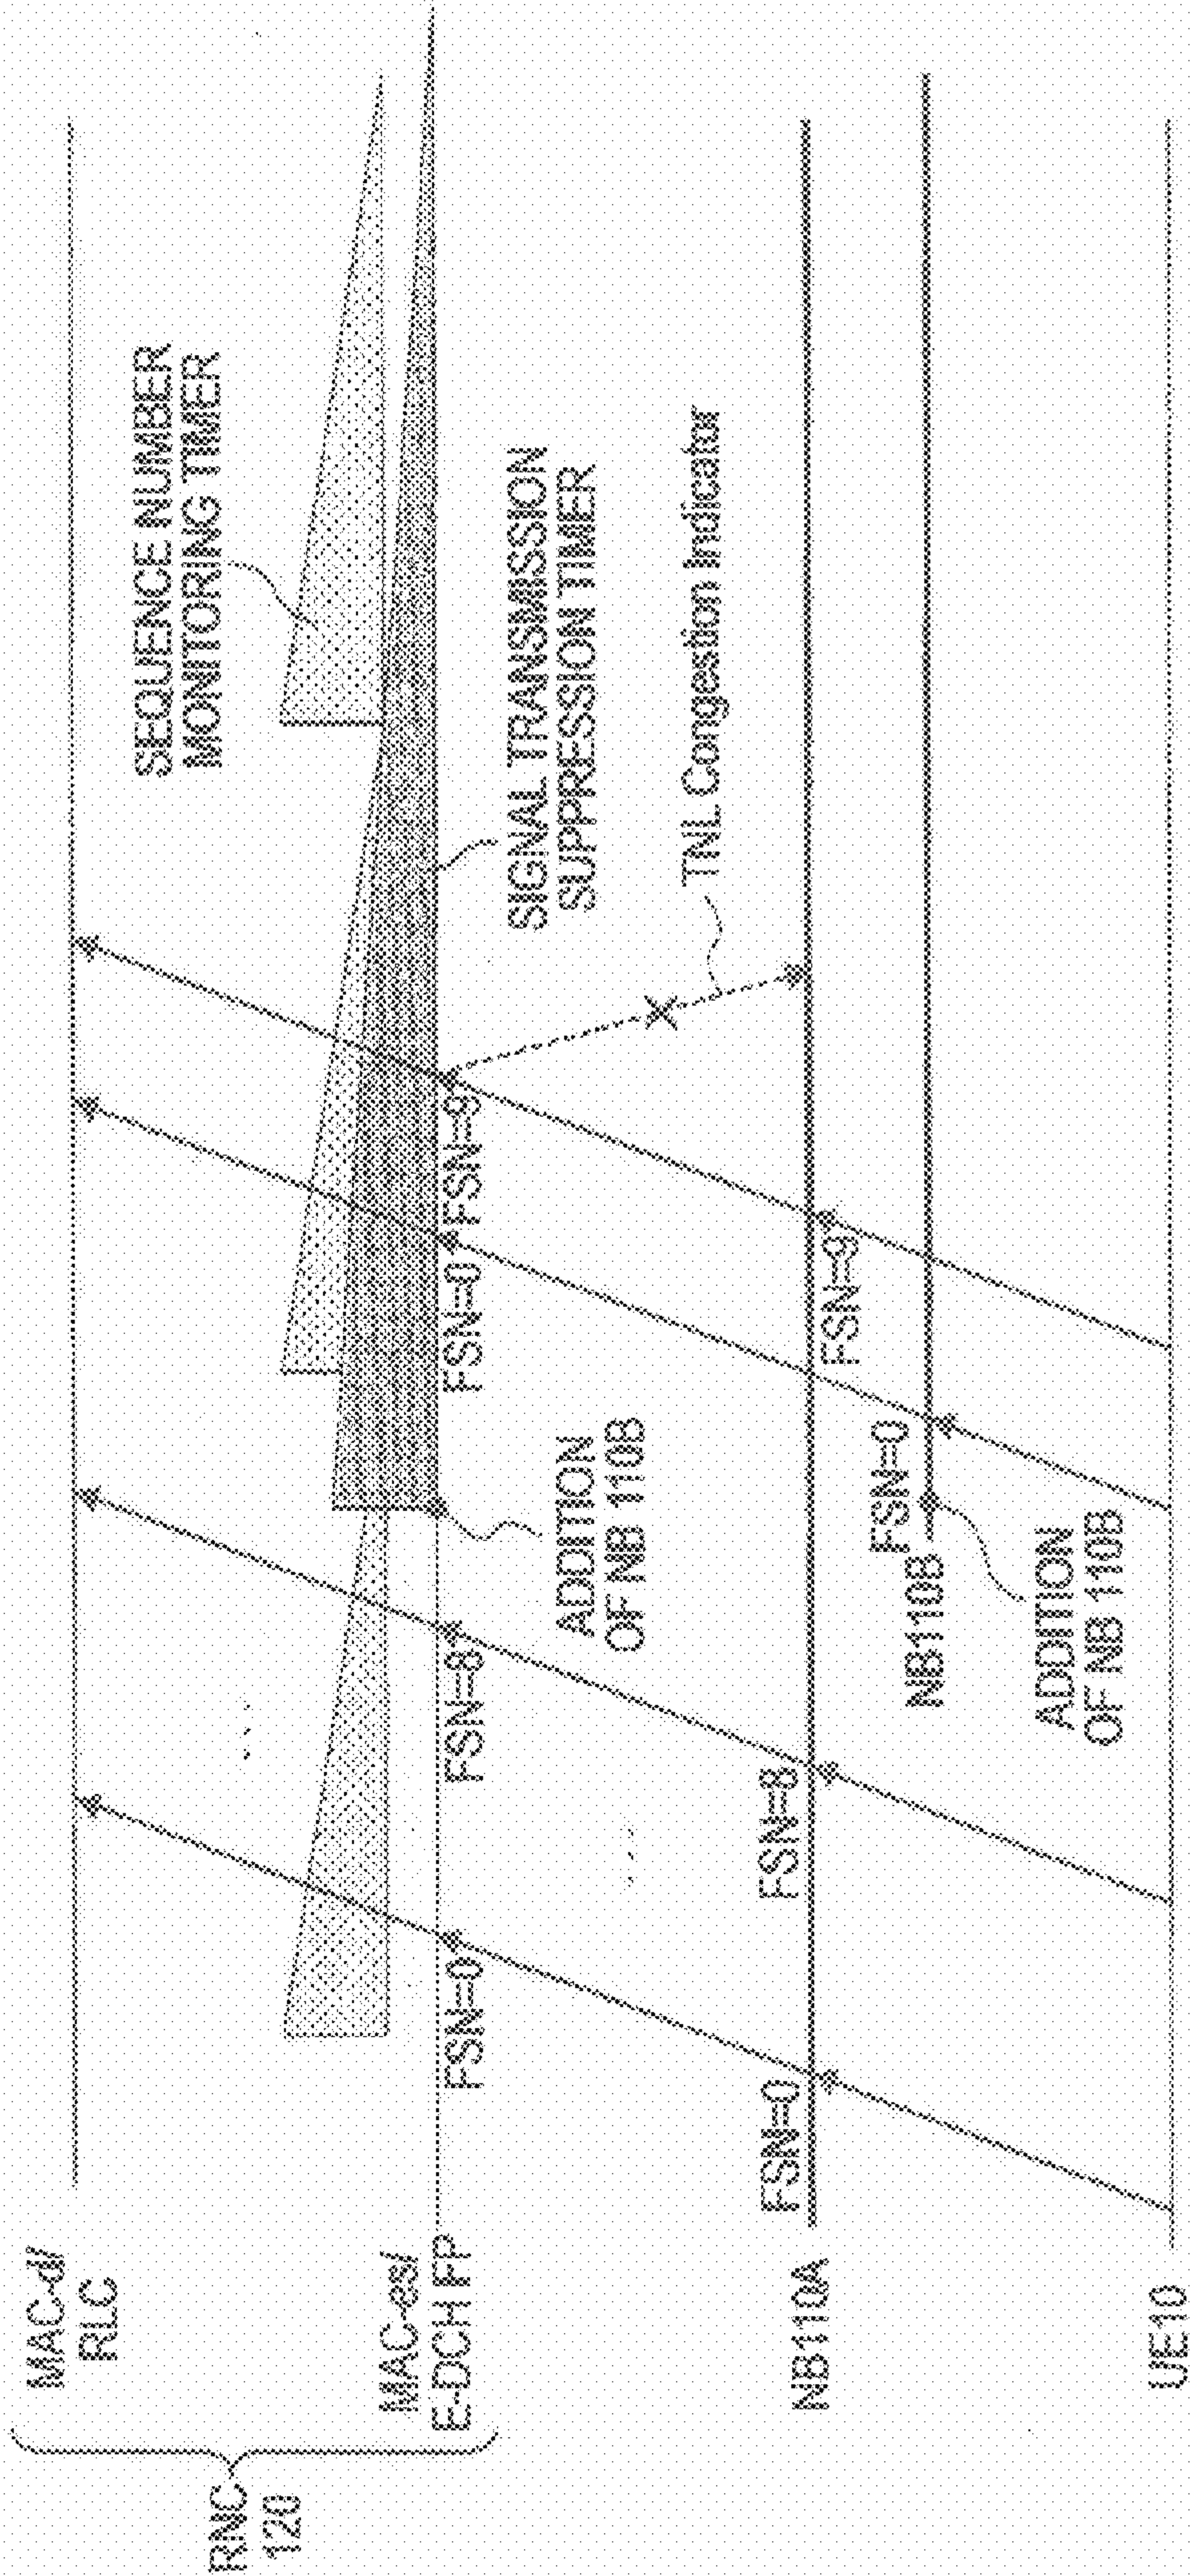 RNC
120
MAC-d/
RLC
MAC-es/
E-DCH FP
NB110A
UE10
SEQUENCE NUMBER
MONITORING TIMER
SIGNAL TRANSMISSION
SUPPRESSION TIMER
TNL Congestion Indicator
FSN=0
FSN=8
FSN=0
FSN=9
ADDITION
OF NB 110B
FSN=0
FSN=8
FSN=9
FSN=0
NB110B
ADDITION
OF NB 110B